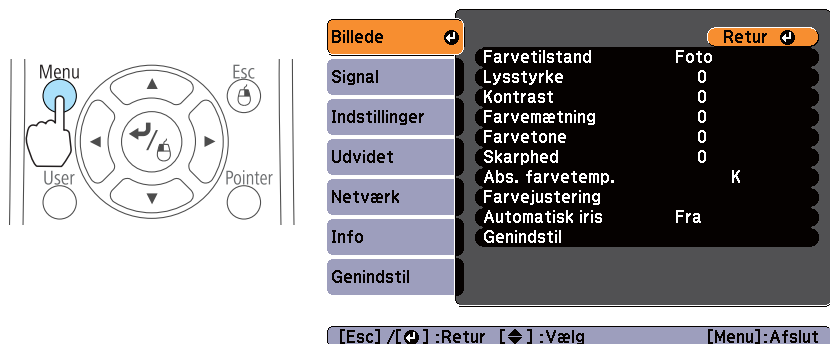 Menu
Esc
User
Pointer
Billede
Signal
Indstillinger
Udvidet
Netværk
Info
Genindstil
Retur
Farvetilstand Foto
Lysstyrke 0
Kontrast 0
Farvemætning 0
Farvetone 0
Skarphed 0
Abs. farvetemp. K
Farvejustering
Automatisk iris Fra
Genindstil
[Esc] /[ ] :Retur [ ] :Vælg [Menu]:Afslut